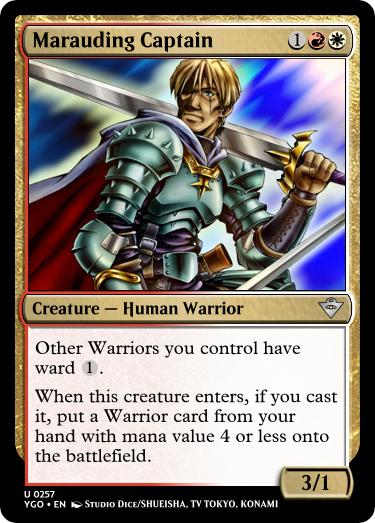 Marauding Captain 1
Creature — Human Warrior
Other Warriors you control have
ward 1.
When this creature enters, if you cast
it, put a Warrior card from your
hand with mana value 4 or less onto
the battlefield.
3/1
U 0257
YGO • EN Studio Dice/SHUEISHA, TV TOKYO, KONAMI